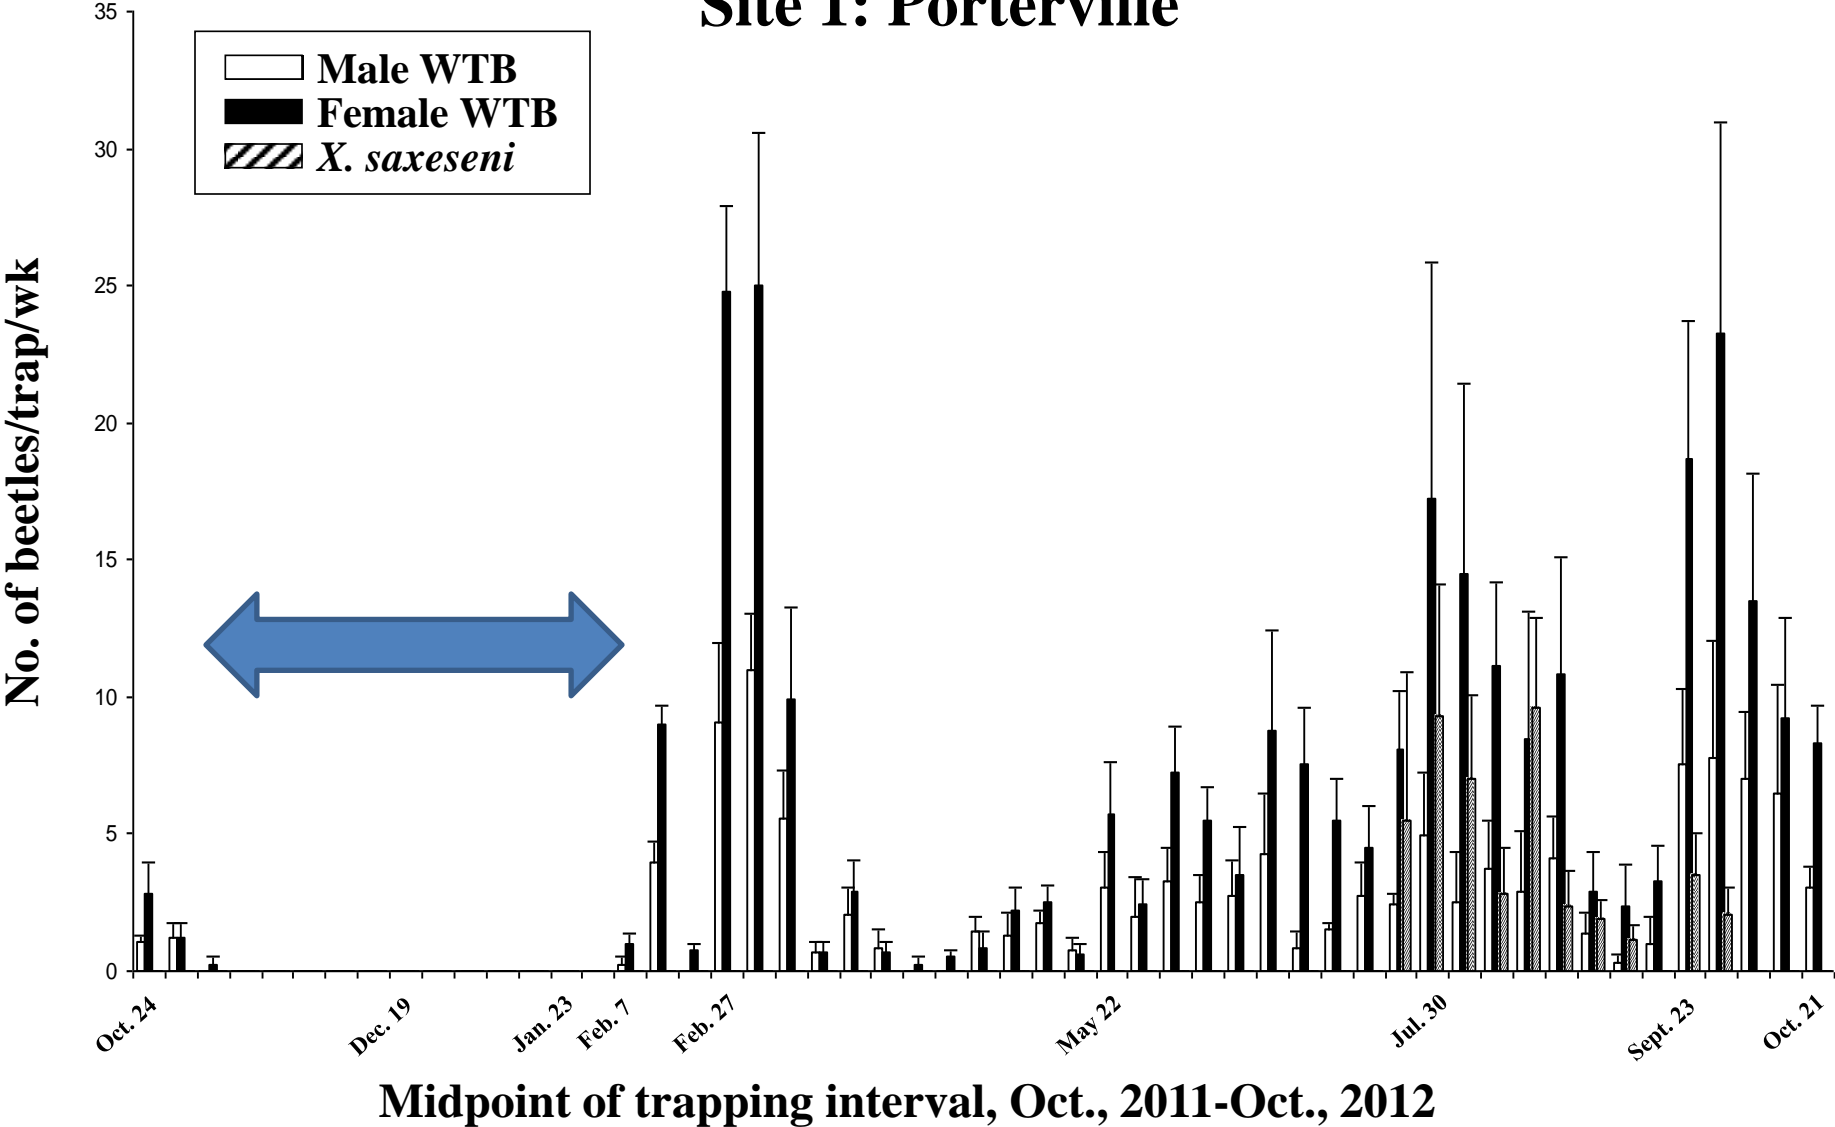 Site 1: Porterville
35
30
25
20
15
10
5
0
Male WTB
Female WTB
X. saxeseni
No. of beetles/trap/wk
Oct. 24
Dec. 19
Jan. 23
Feb. 7
Feb. 27
May 22
Jul. 30
Sept. 23
Oct. 21
Midpoint of trapping interval, Oct., 2011-Oct., 2012